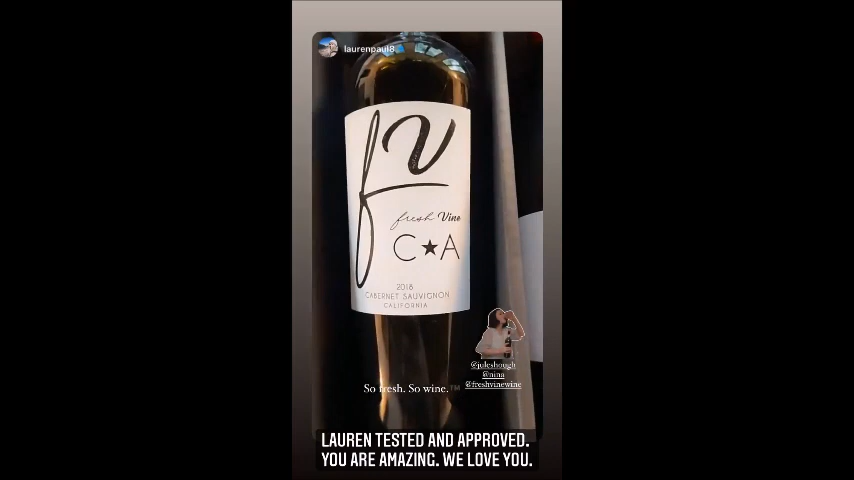 laurenpaul8
fv
fresh Vine
C★A
2018
CABERNET SAUVIGNON
CALIFORNIA
@juleshough
@nina
@freshvinewine
So fresh. So wine.™
LAUREN TESTED AND APPROVED.
YOU ARE AMAZING. WE LOVE YOU.